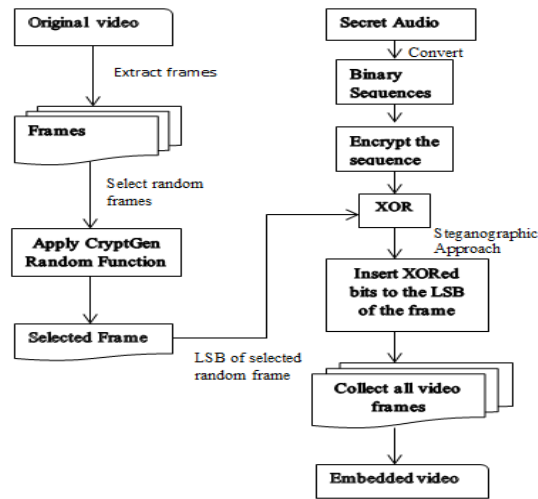 Original video
Extract frames
Frames
Select random
frames
Apply CryptGen
Random Function
Selected Frame
LSB of selected
random frame
Secret Audio
Convert
Binary
Sequences
Encrypt the
sequence
XOR
Steganographic
Approach
Insert XORed
bits to the LSB
of the frame
Collect all video
frames
Embedded video